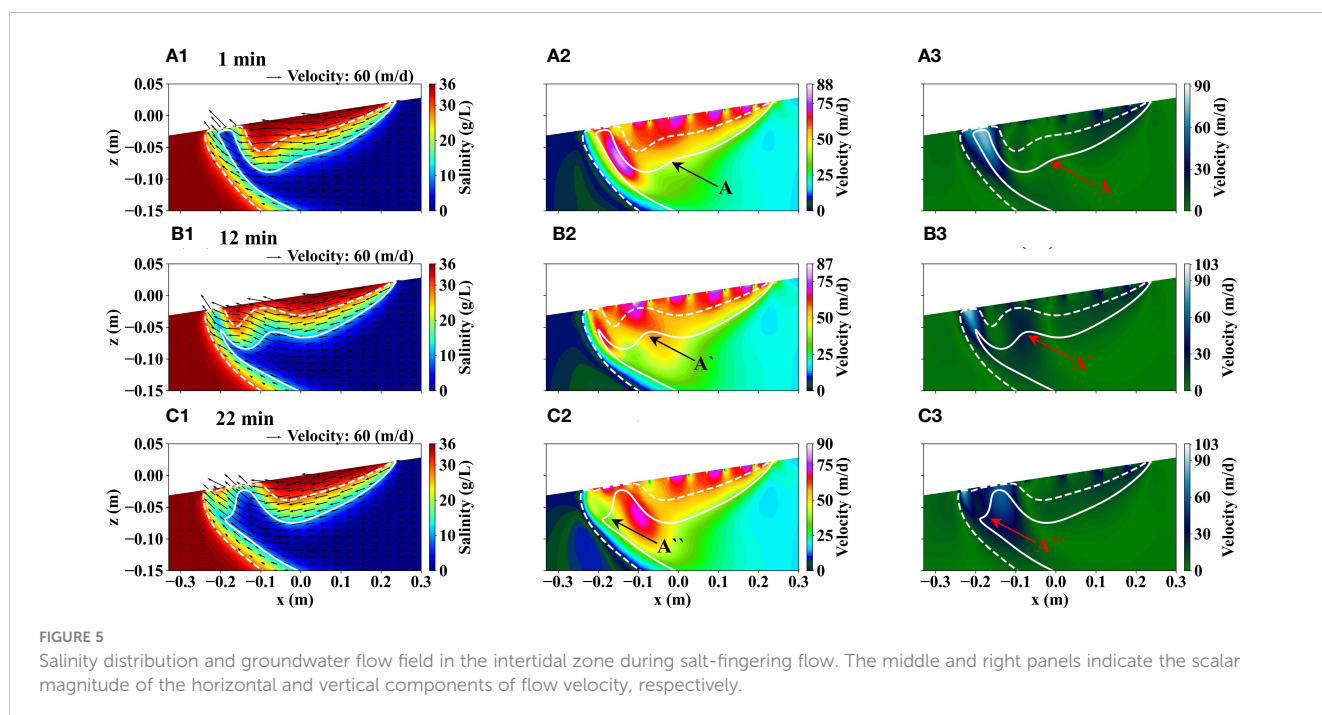 A1 1 min A2 A3
→ Velocity: 60 (m/d)
0.05 36 88 90
0.00 30 75
z (m) Salinity (g/L) Velocity (m/d) Velocity (m/d)
−0.05 20 50 60
−0.10 10 25 30
A A
−0.15 0 0 0
B1 12 min B2 B3
→ Velocity: 60 (m/d)
0.05 36 87 103
0.00 30 75 90
z (m) Salinity (g/L) Velocity (m/d) Velocity (m/d)
−0.05 20 50 60
A` A`
−0.10 10 25 30
−0.15 0 0 0
C1 22 min C2 C3
→ Velocity: 60 (m/d)
0.05 36 90 103
0.00 30 75 90
z (m) Salinity (g/L) Velocity (m/d) Velocity (m/d)
−0.05 20 50 60
−0.10 10 25 30
A`` A``
−0.15 0 0 0
−0.3 −0.2 −0.1 0.0 0.1 0.2 0.3 −0.3 −0.2 −0.1 0.0 0.1 0.2 0.3 −0.3 −0.2 −0.1 0.0 0.1 0.2 0.3
x (m) x (m) x (m)
FIGURE 5
Salinity distribution and groundwater flow field in the intertidal zone during salt-fingering flow. The middle and right panels indicate the scalar
magnitude of the horizontal and vertical components of flow velocity, respectively.